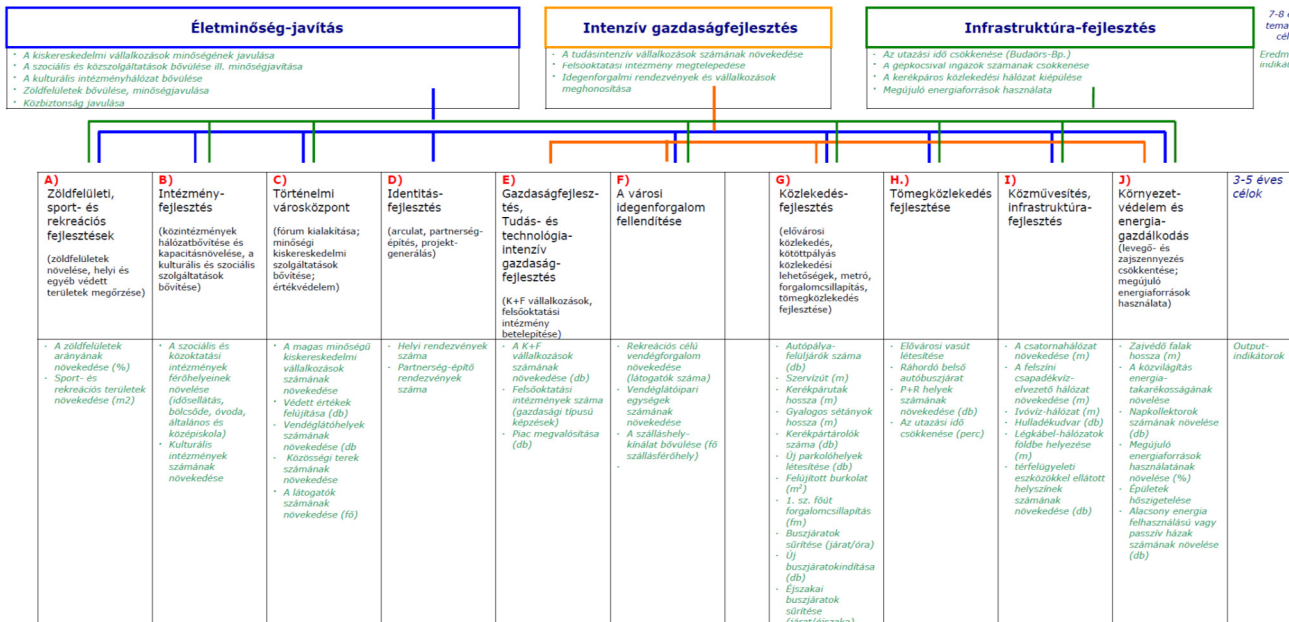 Életminőség-javítás
· A kiskereskedelmi vállalkozások minőségének javulása
· A szociális és közszolgáltatások bővülése ill. minőségjavítása
· A kulturális intézményhálózat bővülése
· Zöldfelületek bővülése, minőségjavulása
· Közbiztonság javulása
Intenzív gazdaságfejlesztés
· A tudásintenzív vállalkozások számának növekedése
· Felsőoktatási intézmény megtelepedése
· Idegenforgalmi rendezvények és vállalkozások
meghonosítása
Infrastruktúra-fejlesztés
· Az utazási idő csökkenése (Budaörs-Bp.)
· A gepkocsival ingázok szamanak csokkenese
· A kerékpáros közlekedési hálózat kiépülése
· Megújuló energiaforrások használata
7-8 é
tema
cél
Eredm
indiká
A)
Zöldfelületi,
sport- és
rekreációs
fejlesztések
(zöldfelületek
növelése, helyi és
egyéb védett
területek megőrzése)
B)
Intézmény-
fejlesztés
(közintézmények
hálózatbővítése és
kapacitásnövelése, a
kulturális és szociális
szolgáltatások
bővítése)
C)
Történelmi
városközpont
(fórum kialakítása;
minőségi
kiskereskedelmi
szolgáltatások
bővítése;
értékvédelem)
D)
Identitás-
fejlesztés
(arculat, partnerség-
építés, projekt-
generálás)
E)
Gazdaságfejlesz-
tés,
Tudás- és
technológia-
intenzív
gazdaság-
fejlesztés
(K+F vállalkozások,
felsőoktatási
intézmény
betelepítése)
F)
A városi
idegenforgalom
fellendítése
G)
Közlekedés-
fejlesztés
(elővárosi
közlekedés,
kötöttpályás
közlekedési
lehetőségek, metró,
forgalomcsillapítás,
tömegközlekedés
fejlesztése)
H.)
Tömegközlekedés
fejlesztése
I)
Közművesítés,
infrastruktúra-
fejlesztés
J)
Környezet-
védelem és
energia-
gazdálkodás
(levegő- és
zajszennyezés
csökkentése;
megújuló
energiaforrások
használata)
3-5 éves
célok
· A zöldfelületek
arányának
növekedése (%)
· Sport- és
rekreációs területek
növekedése (m2)
· A szociális és
közoktatási
intézmények
férőhelyeinek
növelése
(idősellátás,
bölcsőde, óvoda,
általános és
középiskola)
· Kulturális
intézmények
számának
növekedése
· A magas minőségű
kiskereskedelmi
vállalkozások
számának
növekedése
· Védett értékek
felújítása (db)
· Vendéglátóhelyek
számának
növekedése (db
· Közösségi terek
számának
növekedése
· A látogatók
számának
növekedése (fő)
· Helyi rendezvények
száma
· Partnerség-építő
rendezvények
száma
· A K+F
vállalkozások
számának
növekedése (db)
· Felsőoktatási
intézmények száma
(gazdasági típusú
képzések)
· Piac megvalósítása
(db)
· Rekreációs célú
vendégforgalom
növekedése
(látogatók száma)
· Vendéglátóipari
egységek
számának
növekedése
· A szálláshely-
kínálat bővülése (fő
szállásférőhely)
·
· Autópálya-
felüljárók száma
(db)
· Szervízút (m)
· Kerékpárutak
hossza (m)
· Gyalogos sétányok
hossza (m)
· Kerékpártárolók
száma (db)
· Új parkolóhelyek
létesítése (db)
· Felújított burkolat
(m²)
· 1. sz. főút
forgalomcsillapítás
(fm)
· Buszjáratok
sűrítése (járat/óra)
· Új
buszjáratokindítása
(db)
· Éjszakai
buszjáratok
sűrítése
(járat/éjszaka)
· Elővárosi vasút
létesítése
· Ráhordó belső
autóbuszjárat
· P+R helyek
számának
növekedése (db)
· Az utazási idő
csökkenése (perc)
· A csatornahálózat
növekedése (m)
· A felszíni
csapadékvíz-
elvezető hálózat
növekedése (m)
· Ivóvíz-hálózat (m)
· Hulladékudvar (db)
· Légkábel-hálózatok
földbe helyezése
(m)
· térfelügyeleti
eszközökkel ellátott
helyszínek
számának
növekedése (db)
· Zajvédő falak
hossza (m)
· A közvilágítás
energia-
takarékosságának
növelése
· Napkollektorok
számának növelése
(db)
· Megújuló
energiaforrások
használatának
növelése (%)
· Épületek
hőszigetelése
· Alacsony energia
felhasználású vagy
passzív házak
számának növelése
(db)
Output-
indikátorok